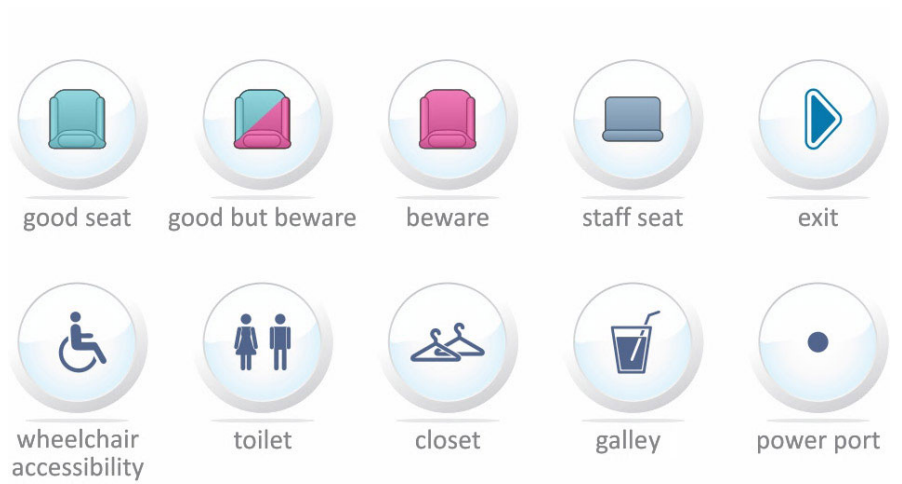 good seat
good but beware
beware
staff seat
exit
wheelchair
accessibility
toilet
closet
galley
power port